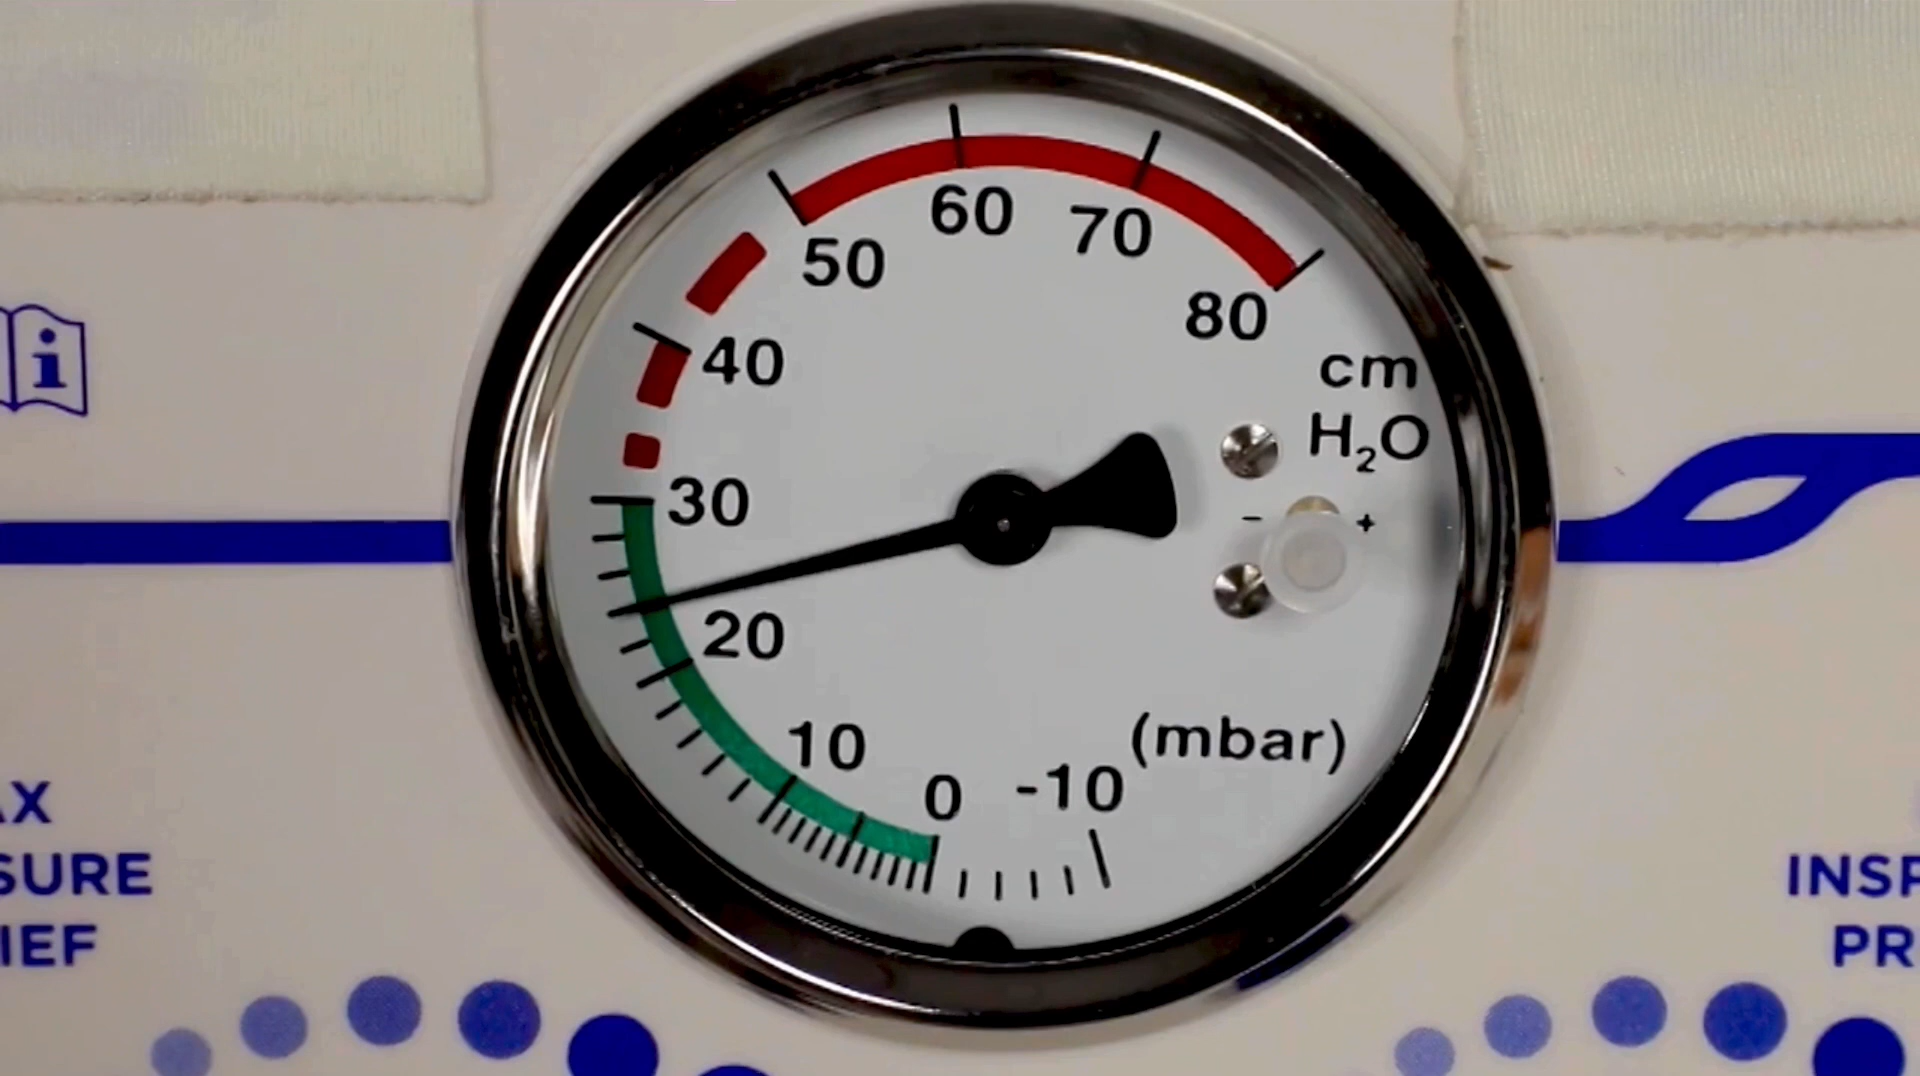 60
70
50
80
40
cm
H₂O
30
- +
20
10
(mbar)
0
-10
AX
SURE
IEF
INSP
PR
i